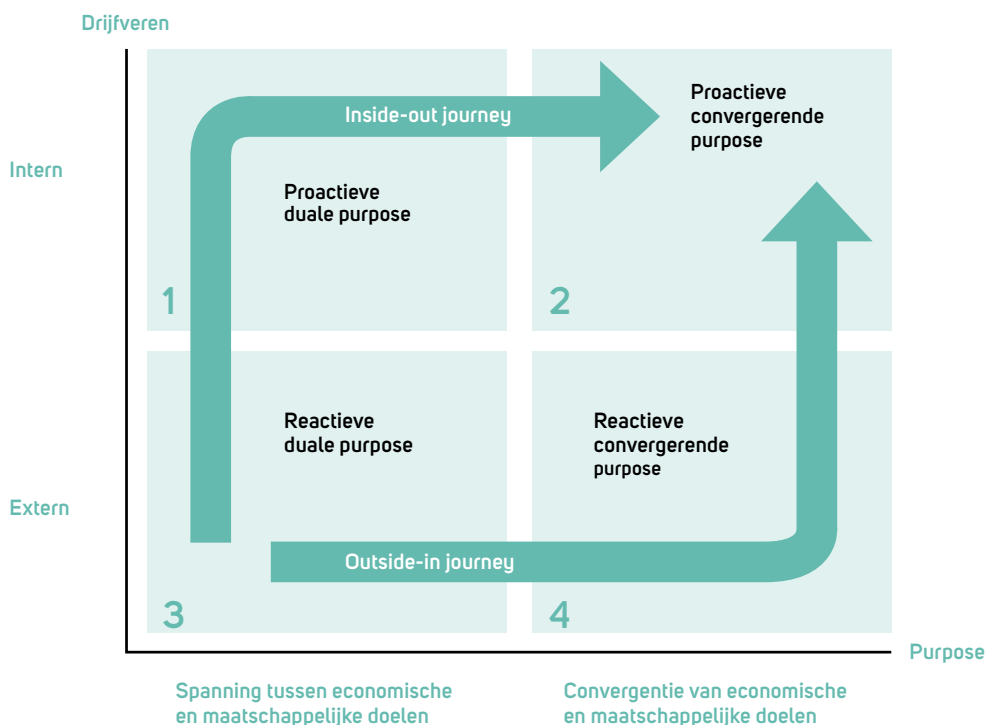 Drijfveren
Intern
Inside-out journey
Proactieve
duale purpose
1
Proactieve
convergerende
purpose
2
Extern
Reactieve
duale purpose
Outside-in journey
3
Reactieve
convergerende
purpose
4
Purpose
Spanning tussen economische
en maatschappelijke doelen
Convergentie van economische
en maatschappelijke doelen